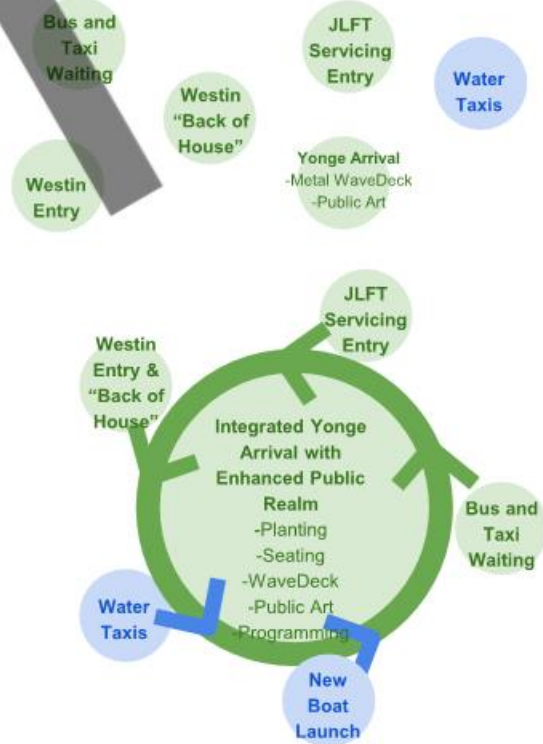 Bus and
Taxi
Waiting
JLFT
Servicing
Entry
Water
Taxis
Westin
“Back of
House”
Yonge Arrival
-Metal WaveDeck
-Public Art
Westin
Entry
JLFT
Servicing
Entry
Westin
Entry &
“Back of
House”
Integrated Yonge
Arrival with
Enhanced Public
Realm
-Planting
-Seating
-WaveDeck
-Public Art
-Programming
Bus and
Taxi
Waiting
Water
Taxis
New
Boat
Launch